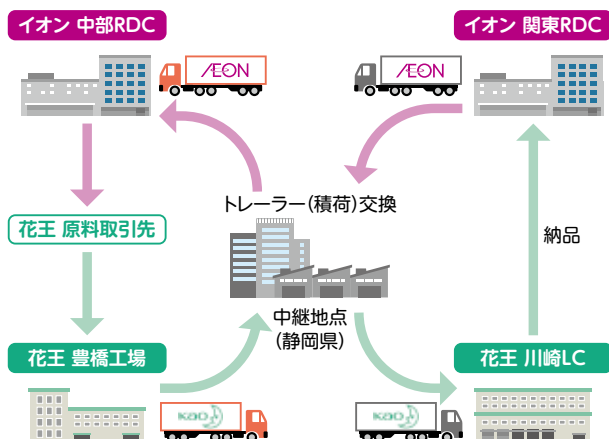 イオン 中部RDC
イオン 関東RDC
ÆON
ÆON
トレーラー(積荷)交換
花王 原料取引先
納品
中継地点
(静岡県)
花王 豊橋工場
花王 川崎LC
kao
kao